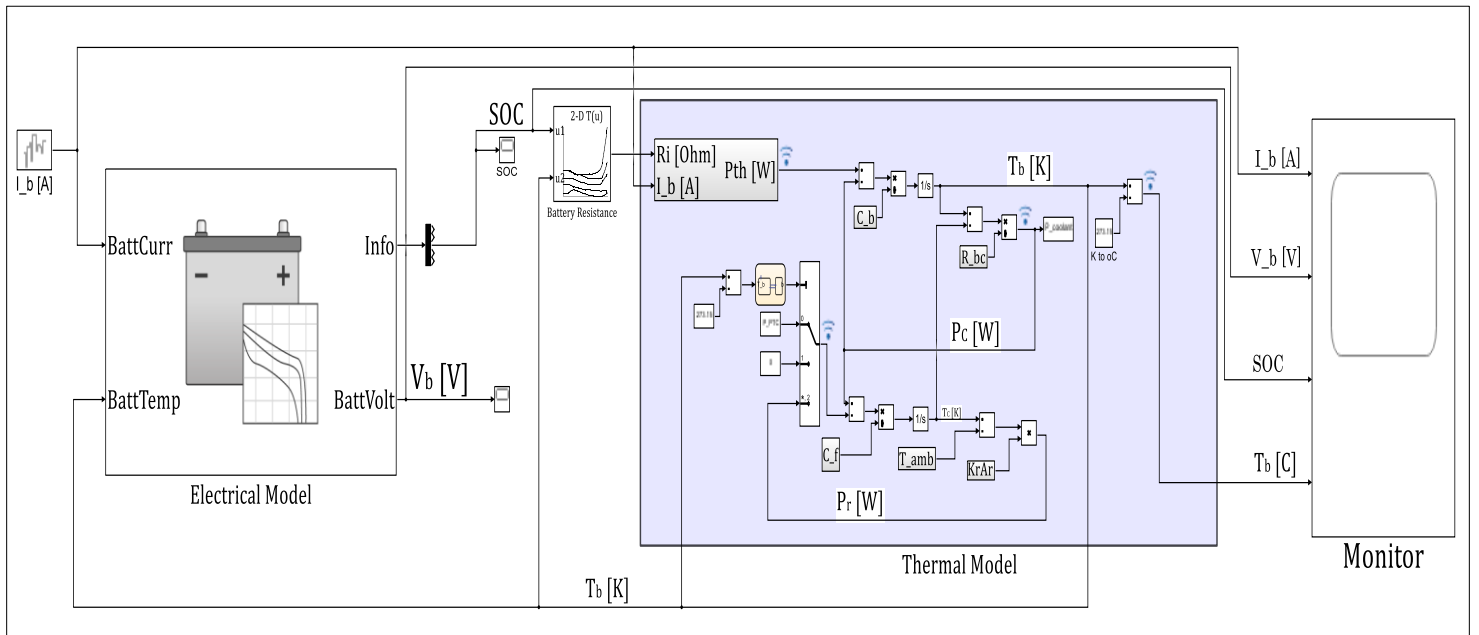 I_b [A]
BattCurr
BattTemp
Info
BattVolt
Electrical Model
SOC
SOC
Vb [V]
2-D T(u)
u1
u2
Battery Resistance
Ri [Ohm]
I_b [A]
Pth [W]
C_b
1/s
Tb [K]
R_bc
273.15
K to oC
273.15
P_PTC
0
1
*, 2
PC [W]
C_f
1/s
TC [K]
T_amb
KrAr
Pr [W]
Thermal Model
Tb [K]
I_b [A]
V_b [V]
SOC
Tb [C]
Monitor